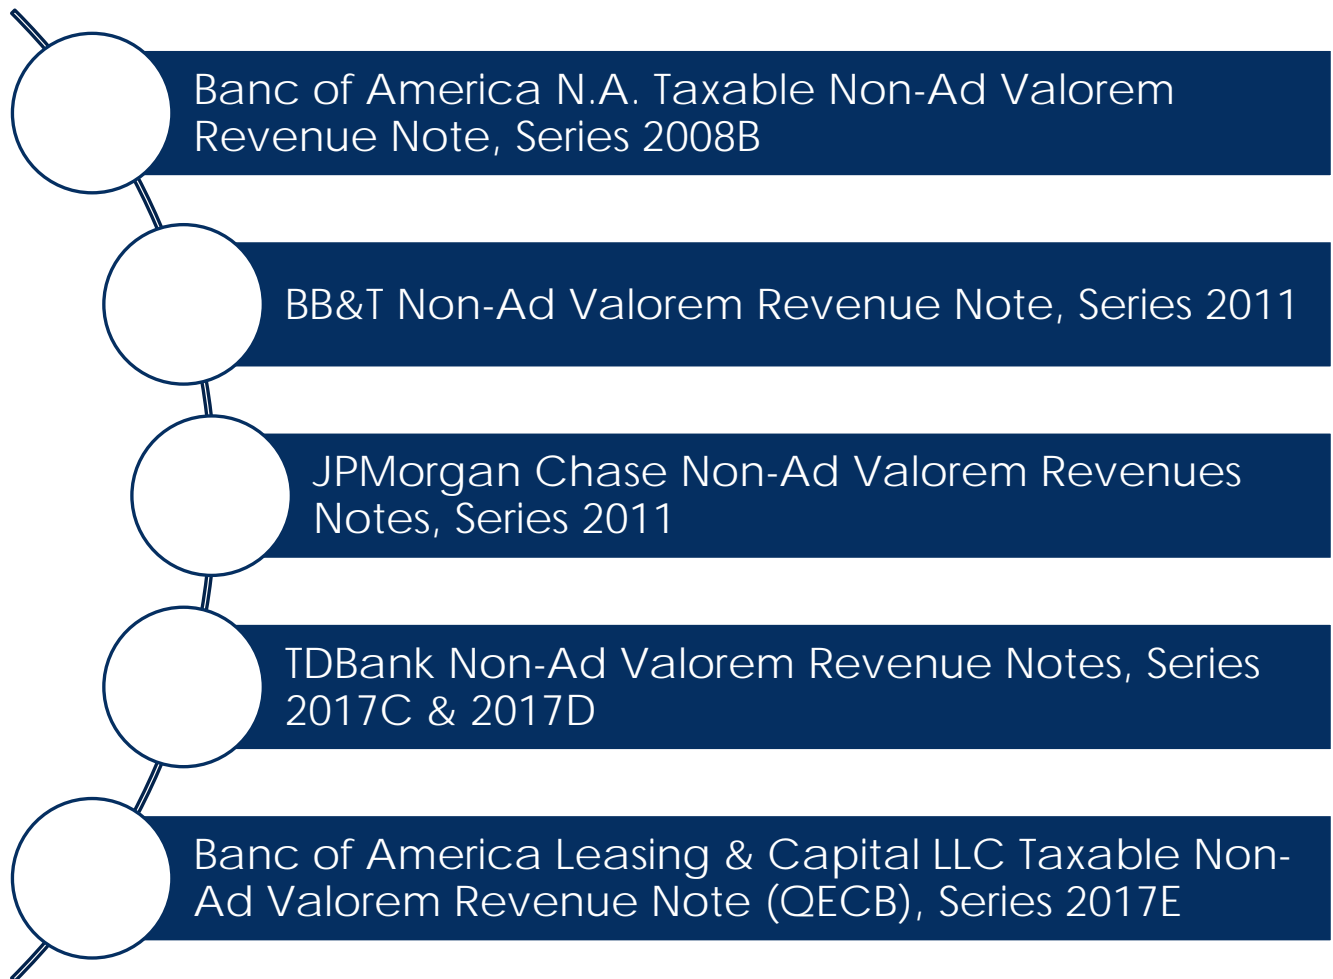 Banc of America N.A. Taxable Non-Ad Valorem
Revenue Note, Series 2008B
BB&T Non-Ad Valorem Revenue Note, Series 2011
JPMorgan Chase Non-Ad Valorem Revenues
Notes, Series 2011
TDBank Non-Ad Valorem Revenue Notes, Series
2017C & 2017D
Banc of America Leasing & Capital LLC Taxable Non-
Ad Valorem Revenue Note (QECB), Series 2017E